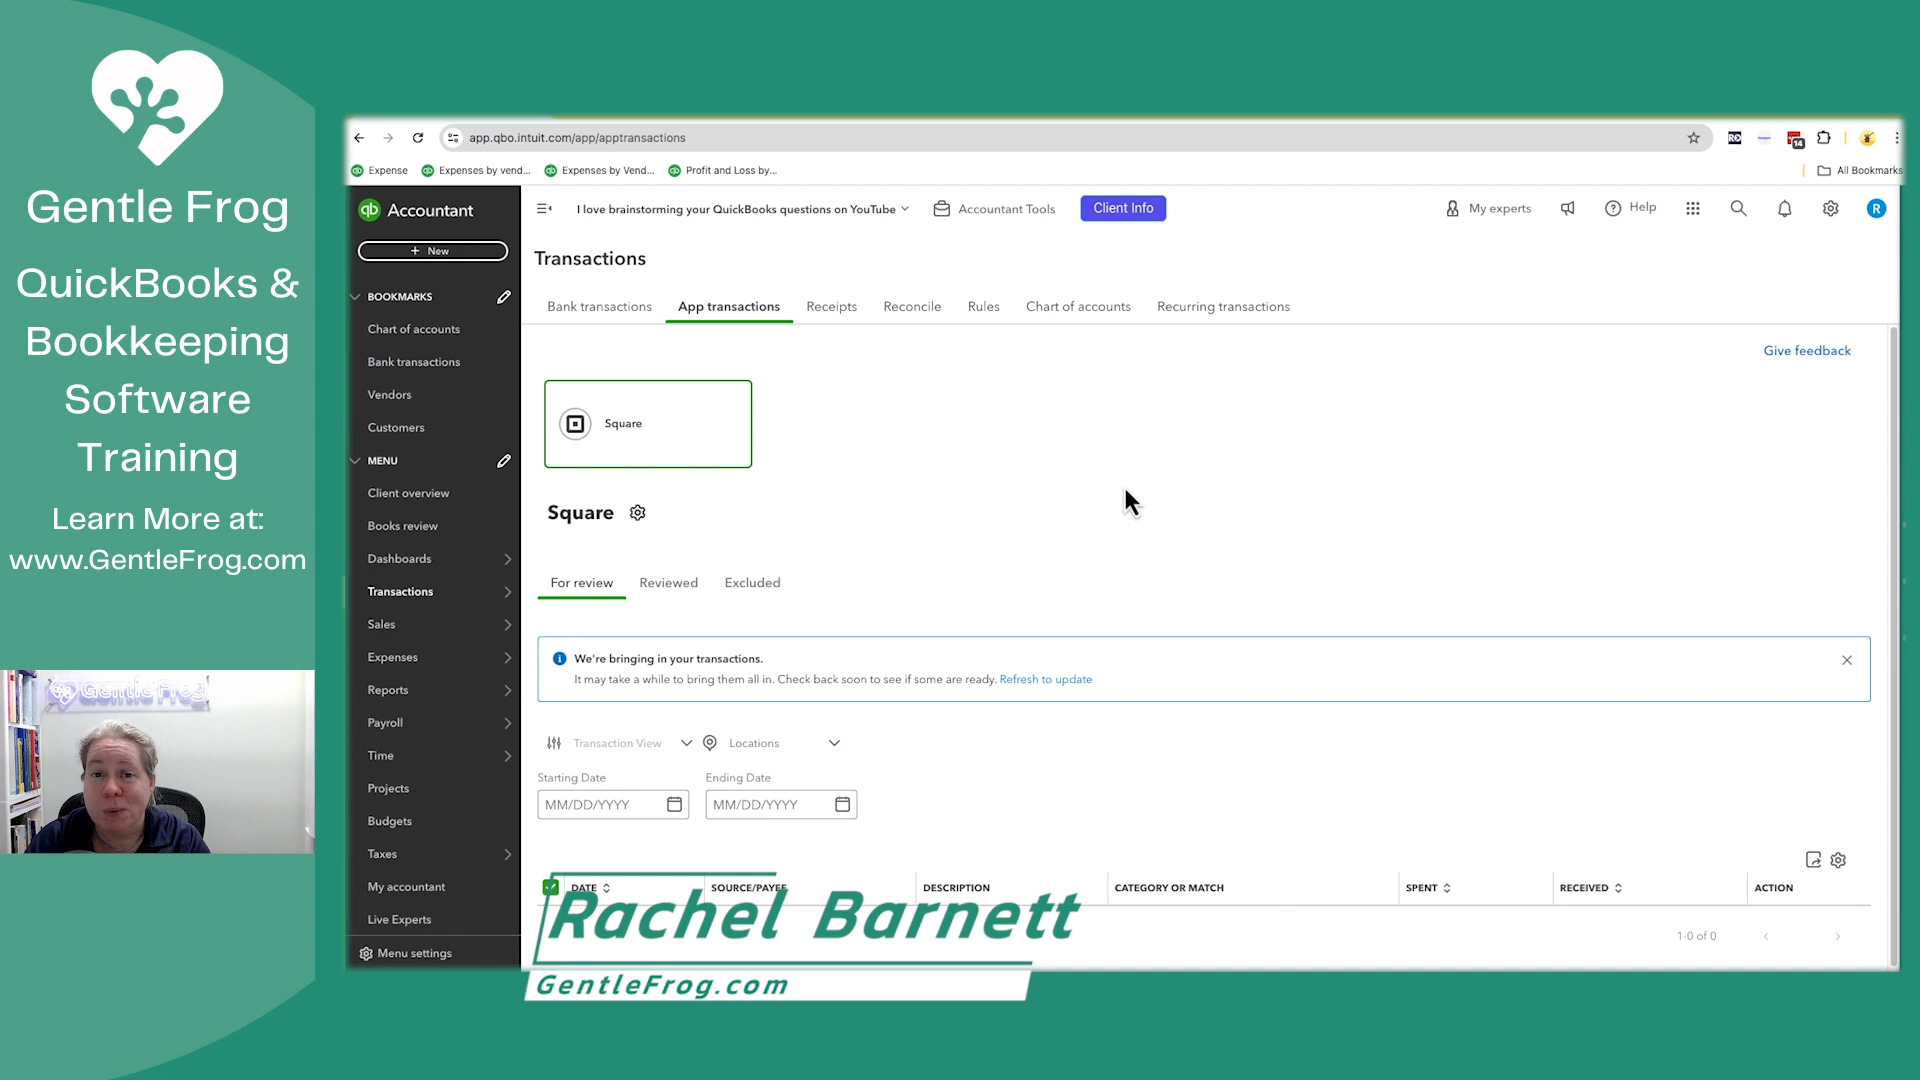 Gentle Frog
QuickBooks &
Bookkeeping
Software
Training
Learn More at:
www.GentleFrog.com
Gentle Frog
app.qbo.intuit.com/app/apptransactions
14
Expense
Expenses by vend...
Expenses by Vend...
Profit and Loss by...
All Bookmarks
qb Accountant
+ New
BOOKMARKS
Chart of accounts
Bank transactions
Vendors
Customers
MENU
Client overview
Books review
Dashboards
Transactions
Sales
Expenses
Reports
Payroll
Time
Projects
Budgets
Taxes
My accountant
Live Experts
Menu settings
I love brainstorming your QuickBooks questions on YouTube
Accountant Tools
Client Info
My experts
Help
R
Transactions
Bank transactions
App transactions
Receipts
Reconcile
Rules
Chart of accounts
Recurring transactions
Give feedback
Square
Square
For review
Reviewed
Excluded
We're bringing in your transactions.
It may take a while to bring them all in. Check back soon to see if some are ready. Refresh to update
Transaction View
Locations
Starting Date
Ending Date
MM/DD/YYYY
MM/DD/YYYY
DATE
SOURCE/PAYEE
DESCRIPTION
CATEGORY OR MATCH
SPENT
RECEIVED
ACTION
1-0 of 0
Rachel Barnett
GentleFrog.com